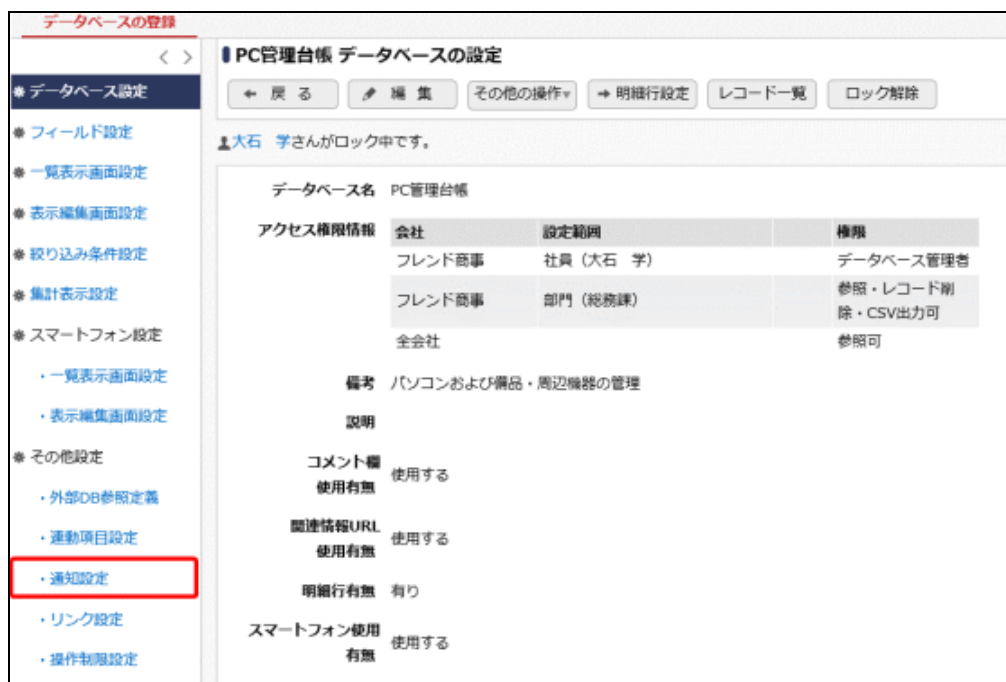 データベースの登録
< >
データベース設定
フィールド設定
一覧表示画面設定
表示編集画面設定
絞り込み条件設定
集計表示設定
スマートフォン設定
・一覧表示画面設定
・表示編集画面設定
その他設定
・外部DB参照定義
・連動項目設定
・通知設定
・リンク設定
・操作制限設定
PC管理台帳 データベースの設定
← 戻 る 編 集 その他の操作▼ → 明細行設定 レコード一覧 ロック解除
大石 学さんがロック中です。
データベース名 PC管理台帳
アクセス権限情報 会社 設定範囲 権限
フレンド商事 社員（大石 学） データベース管理者
フレンド商事 部門（総務課） 参照・レコード削
除・CSV出力可
全会社 参照可
備考 パソコンおよび備品・周辺機器の管理
説明
コメント欄
使用有無 使用する
関連情報URL
使用有無 使用する
明細行有無 有り
スマートフォン使用
有無 使用する